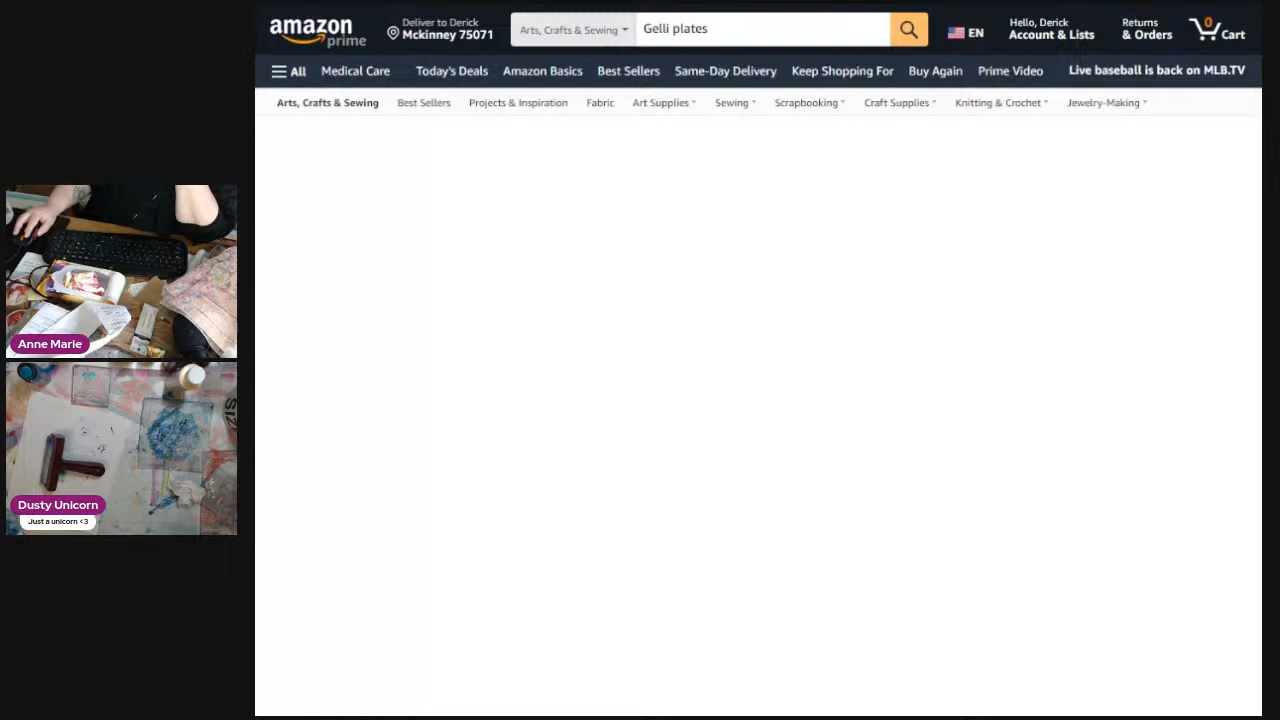 amazon
prime
Deliver to Derick
Mckinney 75071
Arts, Crafts & Sewing
Gelli plates
EN
Hello, Derick
Account & Lists
Returns
& Orders
0
Cart
All
Medical Care
Today's Deals
Amazon Basics
Best Sellers
Same-Day Delivery
Keep Shopping For
Buy Again
Prime Video
Live baseball is back on MLB.TV
Arts, Crafts & Sewing
Best Sellers
Projects & Inspiration
Fabric
Art Supplies
Sewing
Scrapbooking
Craft Supplies
Knitting & Crochet
Jewelry-Making
Anne Marie
SIZ
Dusty Unicorn
Just a unicorn <3